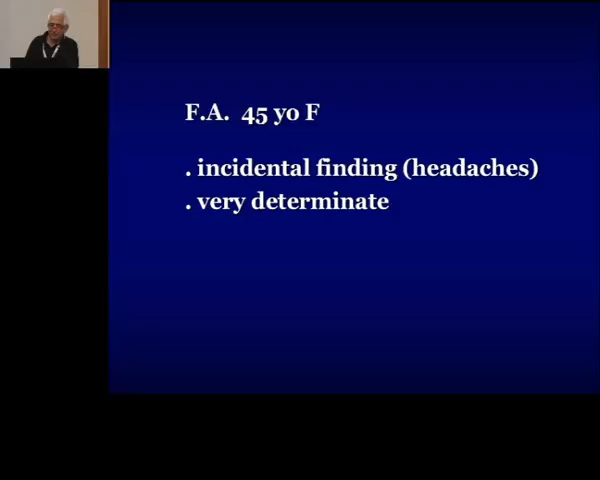 F.A. 45 yo F
. incidental finding (headaches)
. very determinate